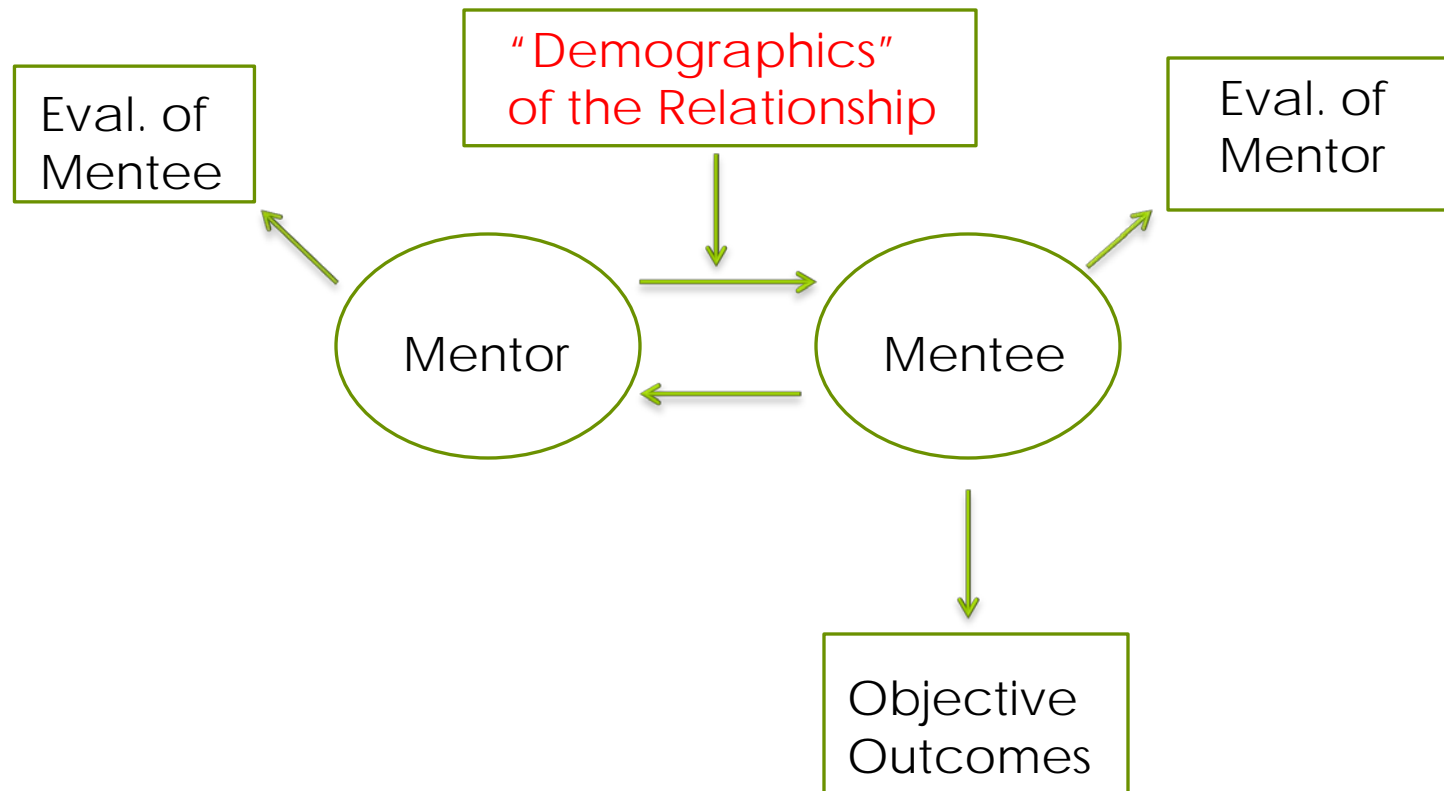 “Demographics”
of the Relationship
Eval. of
Mentee
Eval. of
Mentor
Mentor
Mentee
Objective
Outcomes